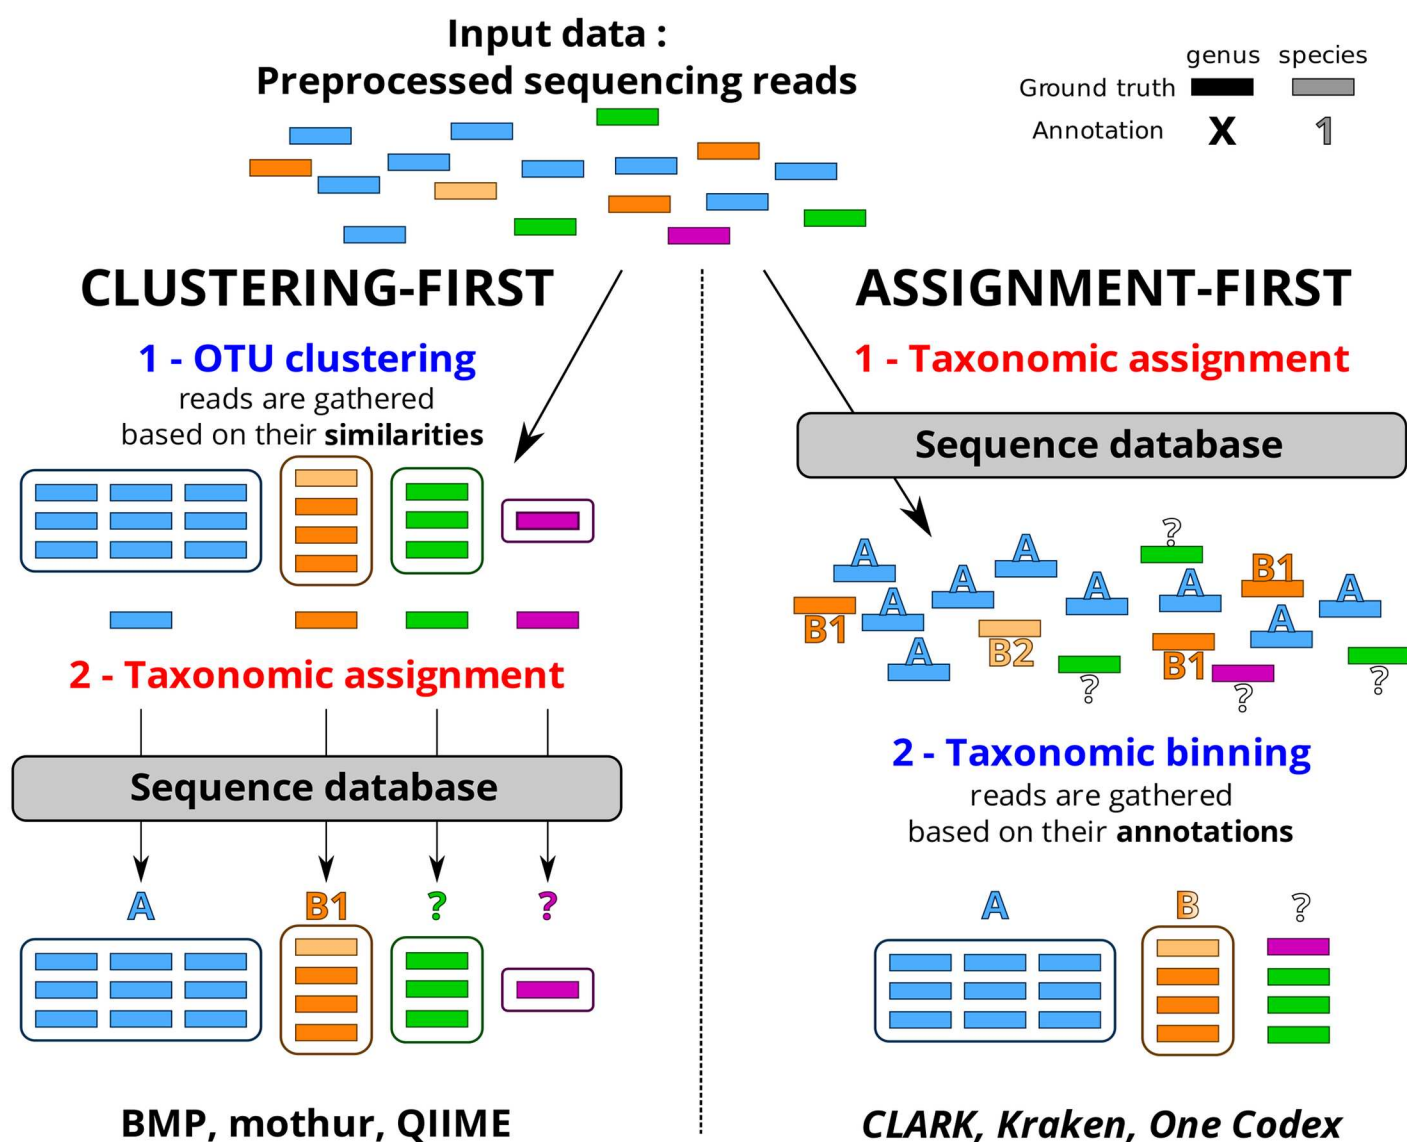 Input data :
Preprocessed sequencing reads
genus species
Ground truth
Annotation X 1
CLUSTERING-FIRST
1 - OTU clustering
reads are gathered
based on their similarities
2 - Taxonomic assignment
Sequence database
A B1 ? ?
BMP, mothur, QIIME
ASSIGNMENT-FIRST
1 - Taxonomic assignment
Sequence database
?
A A B1
A A A A
B1 A A
A B2 B1
? ? ?
2 - Taxonomic binning
reads are gathered
based on their annotations
A B ?
CLARK, Kraken, One Codex